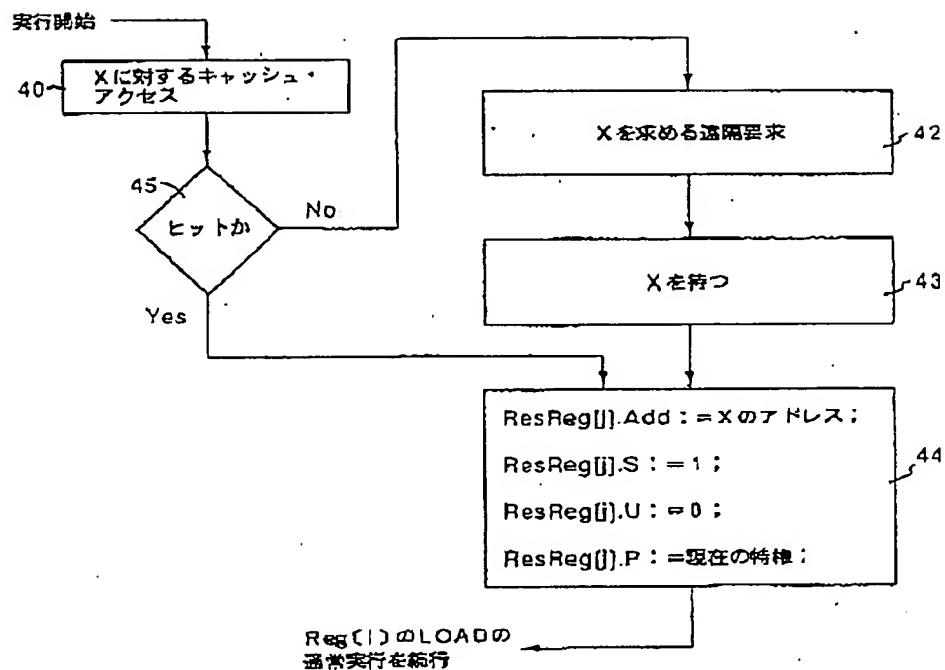 実行開始
40
Xに対するキャッシュ・
アクセス
45
ヒットか
No
Yes
Xを求める遠隔要求
42
Xを待つ
43
ResReg[j].Add:=Xのアドレス;
ResReg[j].S:=1;
ResReg[j].U:=0;
ResReg[j].P:=現在の特権;
44
Reg(i)のLOADの
通常実行を続行